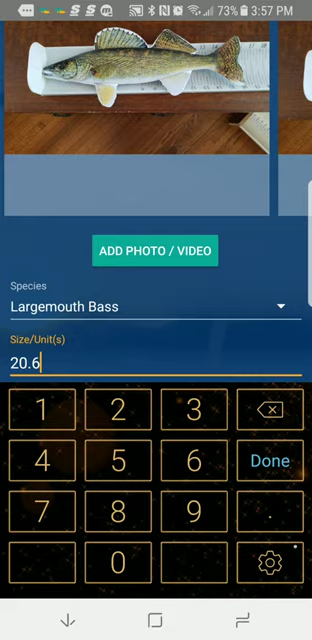 73% 3:57 PM
ADD PHOTO / VIDEO
Species
Largemouth Bass
Size/Unit(s)
20.6
1 2 3
4 5 6 Done
7 8 9 .
0